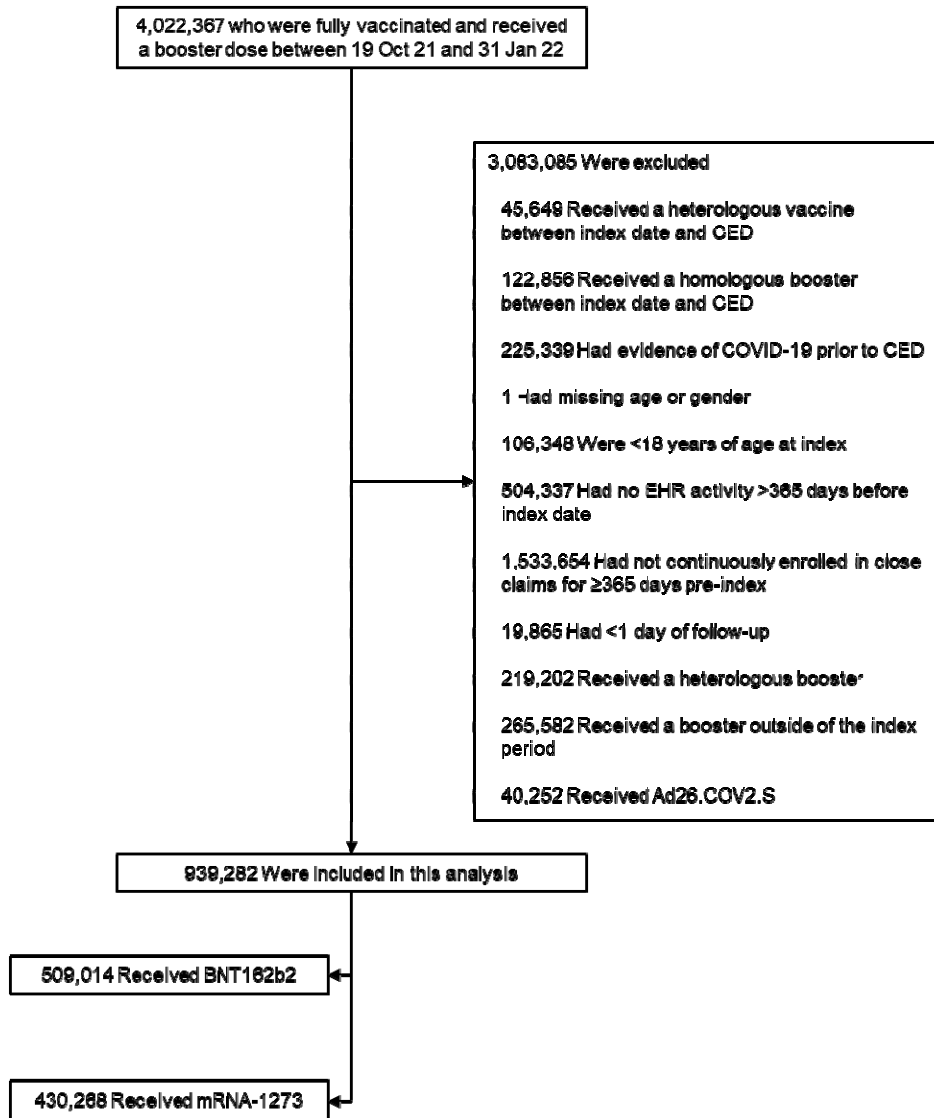 4,022,367 who were fully vaccinated and received
a booster dose between 19 Oct 21 and 31 Jan 22
3,083,085 Were excluded
45,649 Received a heterologous vaccine
between index date and CED
122,856 Received a homologous booster
between index date and CED
225,339 Had evidence of COVID-19 prior to CED
1 Had missing age or gender
106,348 Were <18 years of age at index
504,337 Had no EHR activity >365 days before
index date
1,533,654 Had not continuously enrolled in close
claims for ≥365 days pre-index
19,865 Had <1 day of follow-up
219,202 Received a heterologous booster
265,582 Received a booster outside of the index
period
40,252 Received Ad26.COV2.S
939,282 Were included in this analysis
509,014 Received BNT162b2
430,268 Received mRNA-1273